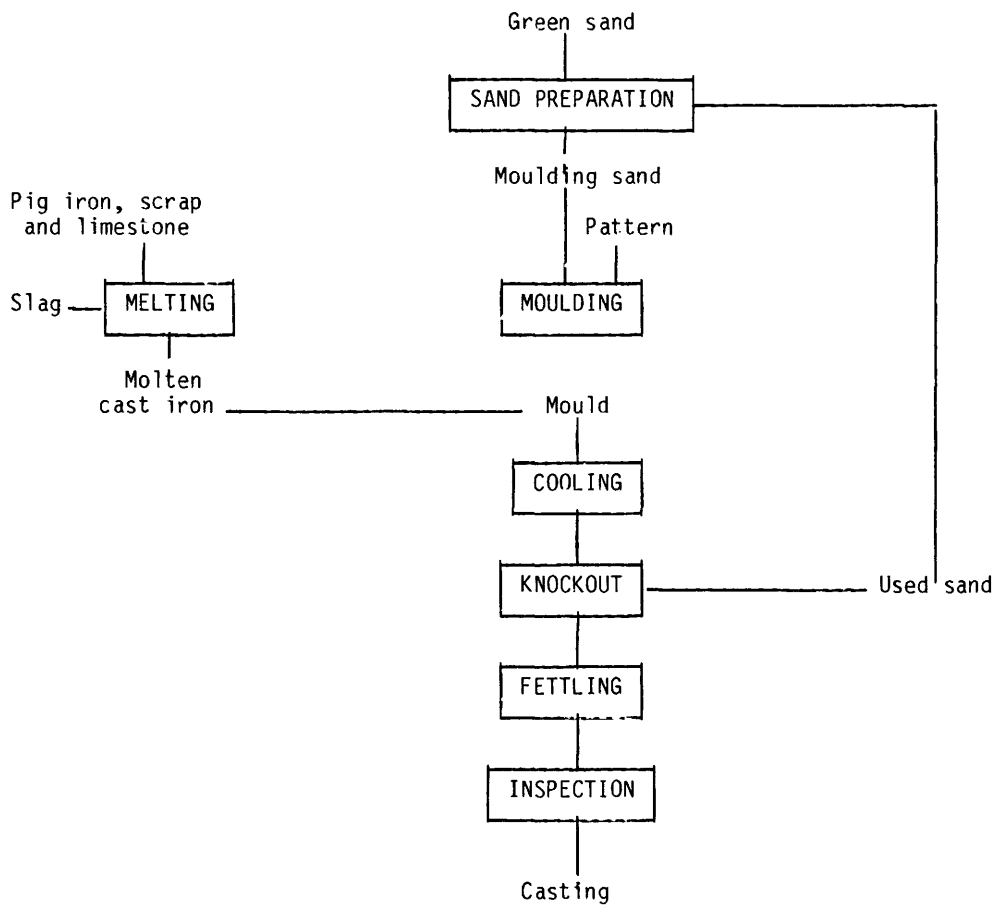 Green sand
SAND PREPARATION
Moulding sand
Pig iron, scrap
and limestone
Pattern
Slag
MELTING
MOULDING
Molten
cast iron
Mould
COOLING
KNOCKOUT
Used sand
FETTLING
INSPECTION
Casting